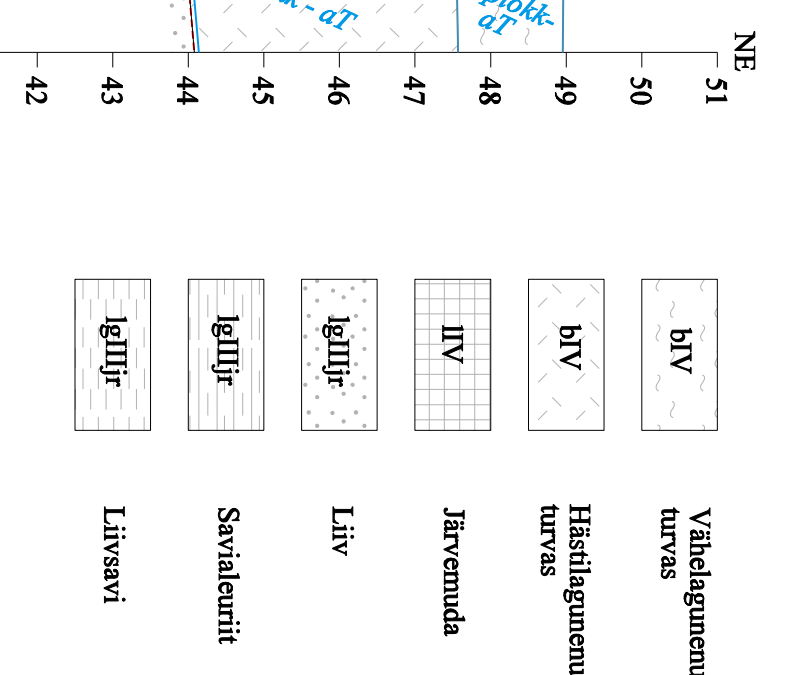 NE
51
50
49
48
47
46
45
44
43
42
plokk-
aT
- aT
bIV
Vähelagunenu
turvas
bIV
Hästilagunenu
turvas
lIV
Järvemuda
lgIIIjr
Liiv
lgIIIjr
Savialeuriit
lgIIIjr
Liivsavi